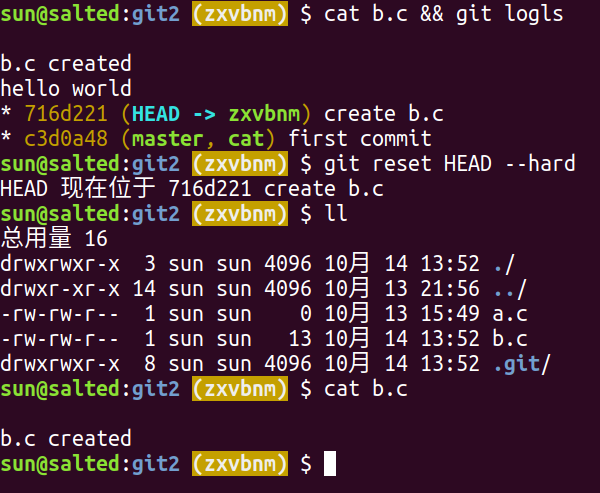 sun@salted:git2 (zxvbnm) $ cat b.c && git logls

b.c created
hello world
* 716d221 (HEAD -> zxvbnm) create b.c
* c3d0a48 (master, cat) first commit
sun@salted:git2 (zxvbnm) $ git reset HEAD --hard
HEAD 现在位于 716d221 create b.c
sun@salted:git2 (zxvbnm) $ ll
总用量 16
drwxrwxr-x  3 sun sun 4096 10月 14 13:52 ./
drwxr-xr-x 14 sun sun 4096 10月 13 21:56 ../
-rw-rw-r--  1 sun sun    0 10月 13 15:49 a.c
-rw-rw-r--  1 sun sun   13 10月 14 13:52 b.c
drwxrwxr-x  8 sun sun 4096 10月 14 13:52 .git/
sun@salted:git2 (zxvbnm) $ cat b.c

b.c created
sun@salted:git2 (zxvbnm) $